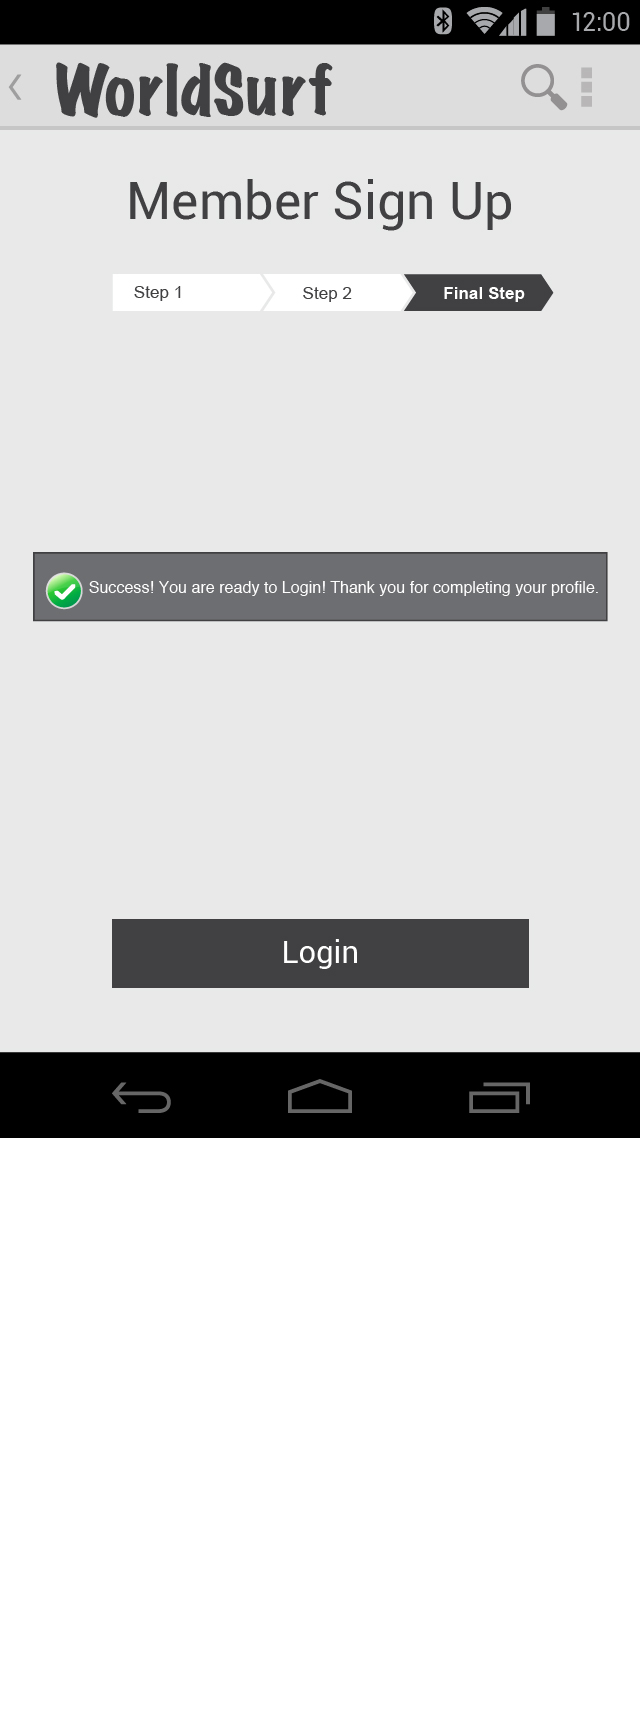 12:00
WorldSurf
Member Sign Up
Step 1
Step 2
Final Step
Success! You are ready to Login! Thank you for completing your profile.
Login